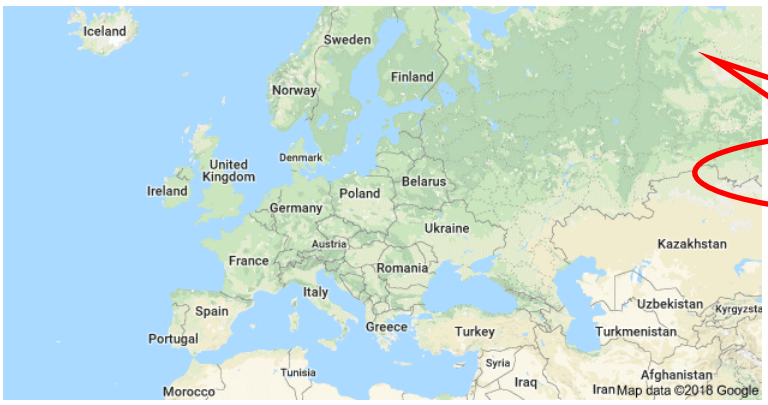 Iceland
Sweden
Finland
Norway
Denmark
United
Kingdom
Ireland
Belarus
Poland
Germany
Ukraine
Austria
Kazakhstan
France
Romania
Italy
Uzbekistan
Spain
Kyrgyzsta
Greece
Turkey
Turkmenistan
Portugal
Syria
Tunisia
Afghanistan
Iraq
Iran
Morocco
Map data ©2018 Google